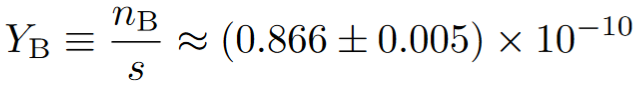 Y_B ≡ n_B / s ≈ (0.866 ± 0.005) × 10^{-10}